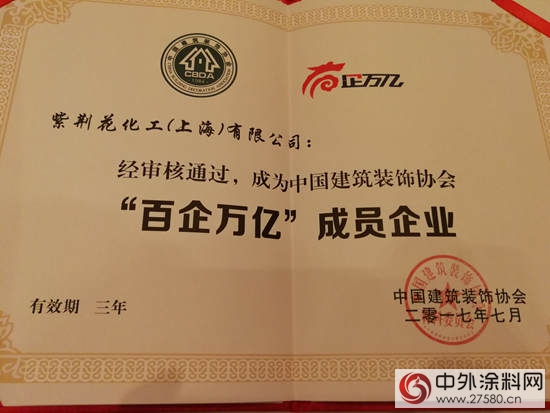 CBDA
1984
百企万亿
紫荆花化工(上海)有限公司:
经审核通过，成为中国建筑装饰协会
“百企万亿”成员企业
有效期 三年
中国建筑装饰协会
二零一七年七月
中外涂料网
www.27580.cn